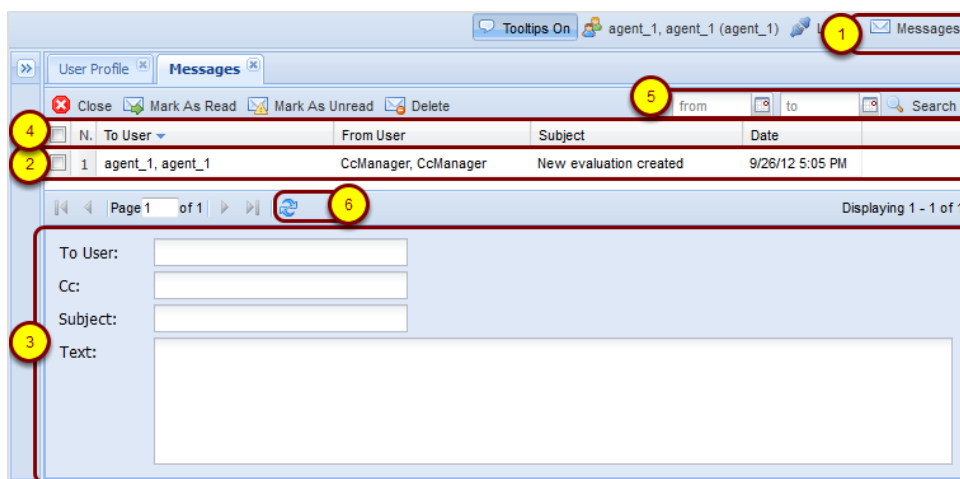 Tooltips On agent_1, agent_1 (agent_1) L 1 Messages
User Profile Messages
Close Mark As Read Mark As Unread Delete 5 from to Search
4 N. To User From User Subject Date
2 1 agent_1, agent_1 CcManager, CcManager New evaluation created 9/26/12 5:05 PM
Page 1 of 1 6 Displaying 1 - 1 of 1
To User:
Cc:
Subject:
3 Text: